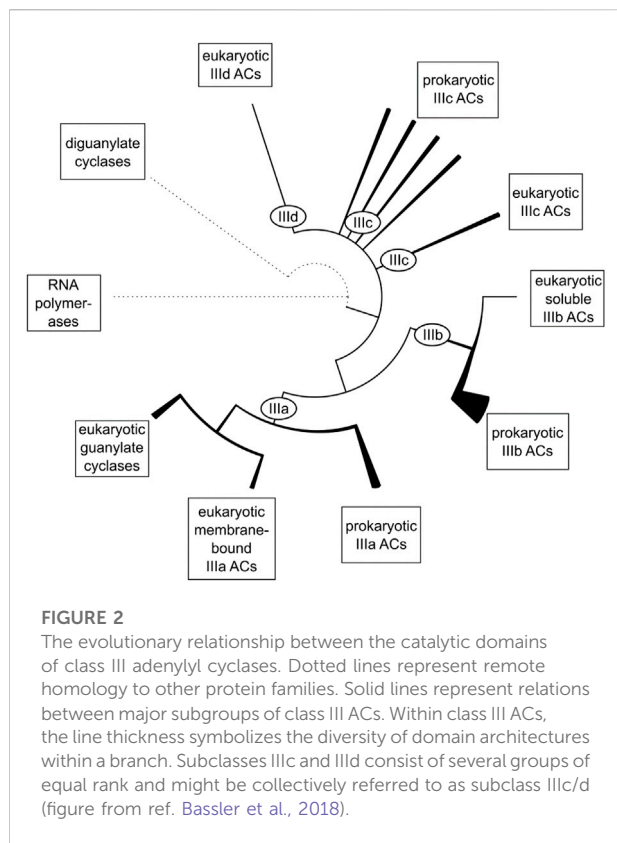 eukaryotic
IIId ACs
prokaryotic
IIIc ACs
diguanylate
cyclases
eukaryotic
IIIc ACs
IIId
IIIc
IIIc
RNA
polymer-
ases
eukaryotic
soluble
IIIb ACs
IIIb
IIIa
eukaryotic
guanylate
cyclases
prokaryotic
IIIb ACs
eukaryotic
membrane-
bound
IIIa ACs
prokaryotic
IIIa ACs
FIGURE 2
The evolutionary relationship between the catalytic domains
of class III adenylyl cyclases. Dotted lines represent remote
homology to other protein families. Solid lines represent relations
between major subgroups of class III ACs. Within class III ACs,
the line thickness symbolizes the diversity of domain architectures
within a branch. Subclasses IIIc and IIId consist of several groups of
equal rank and might be collectively referred to as subclass IIIc/d
(figure from ref. Bassler et al., 2018).